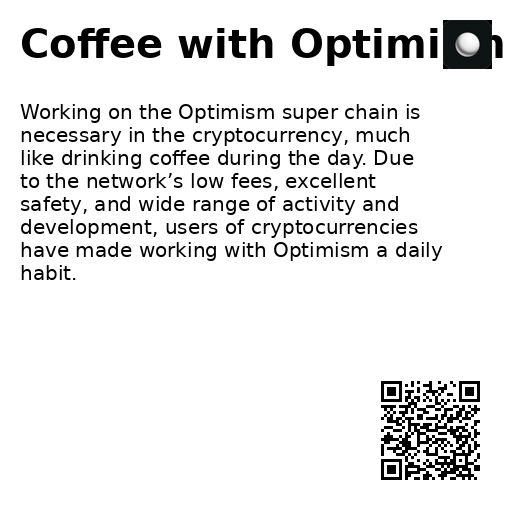 Coffee with
Working on the Optimism super chain is
necessary in the cryptocurrency, much
like drinking coffee during the day. Due
to the network’s low fees, excellent
safety, and wide range of activity and
development, users of cryptocurrencies
have made working with Optimism a daily
habit.